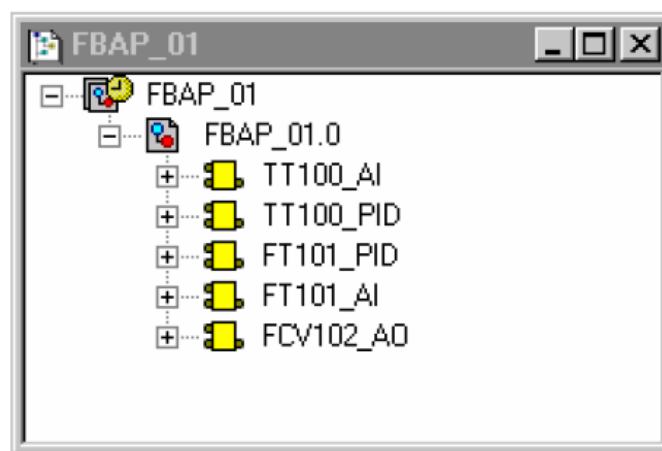 FBAP_01
FBAP_01
FBAP_01.0
TT100_AI
TT100_PID
FT101_PID
FT101_AI
FCV102_AO